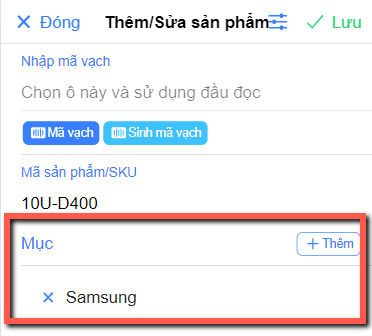 Đóng Thêm/Sửa sản phẩm Lưu
Nhập mã vạch
Chọn ô này và sử dụng đầu đọc
Mã vạch Sinh mã vạch
Mã sản phẩm/SKU
10U-D400
Mục + Thêm
Samsung